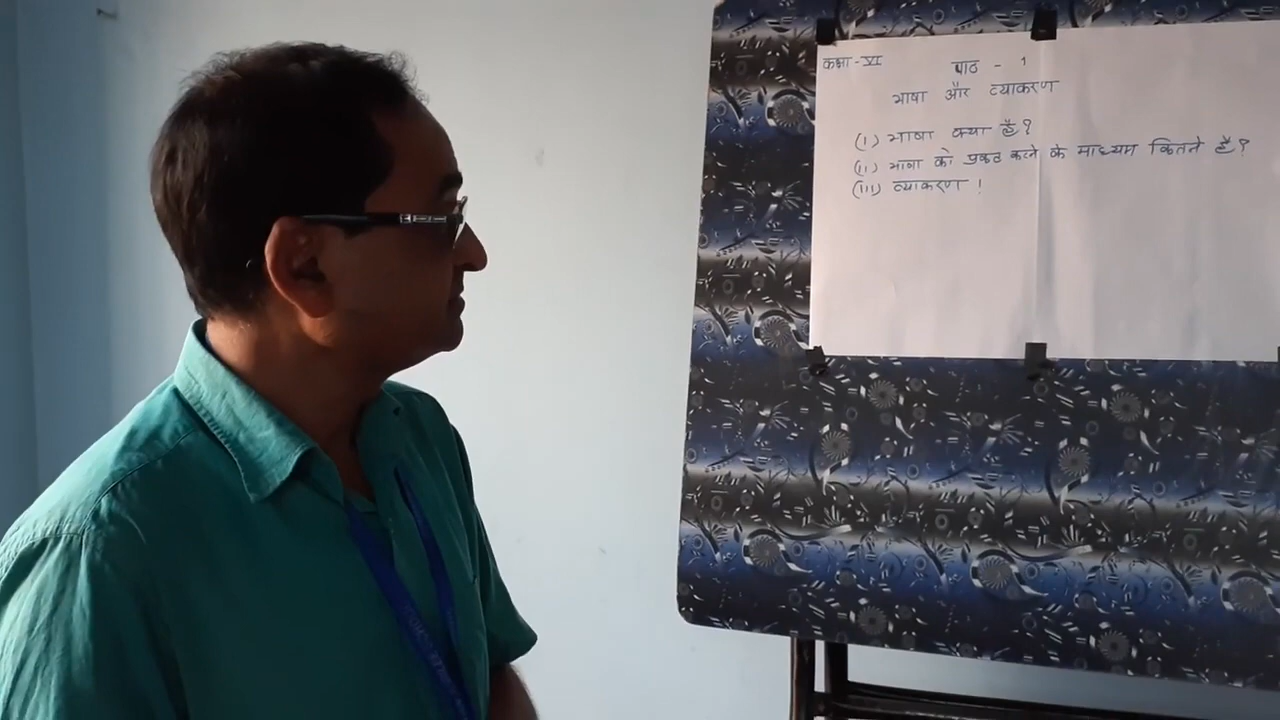 कक्षा - VI
पाठ - 1
भाषा और व्याकरण
(i) भाषा क्या है?
(ii) भाषा को प्रकट करने के माध्यम कितने हैं?
(iii) व्याकरण !